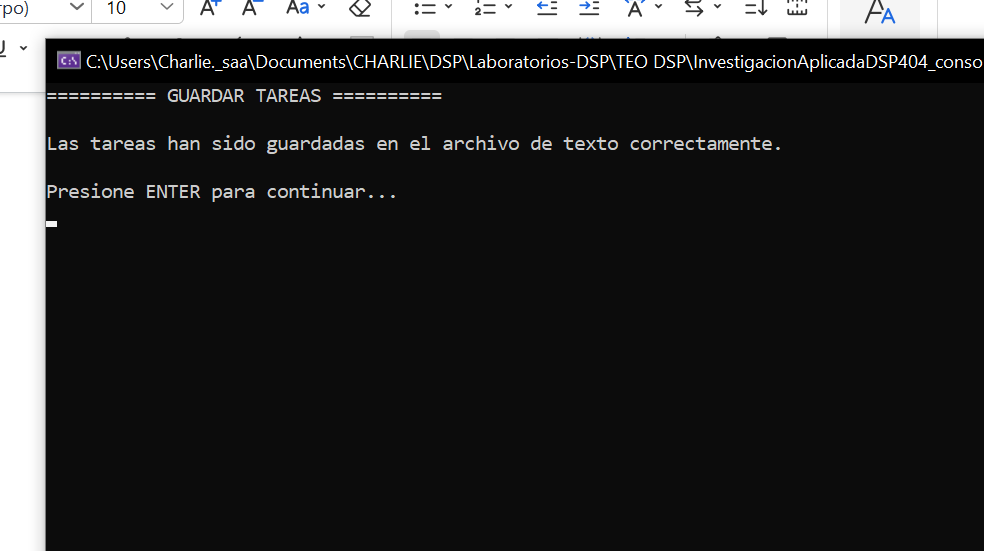 10
Aa
C:\Users\Charlie._saa\Documents\CHARLIE\DSP\Laboratorios-DSP\TEO DSP\InvestigacionAplicadaDSP404_conso
========== GUARDAR TAREAS ==========
Las tareas han sido guardadas en el archivo de texto correctamente.
Presione ENTER para continuar...